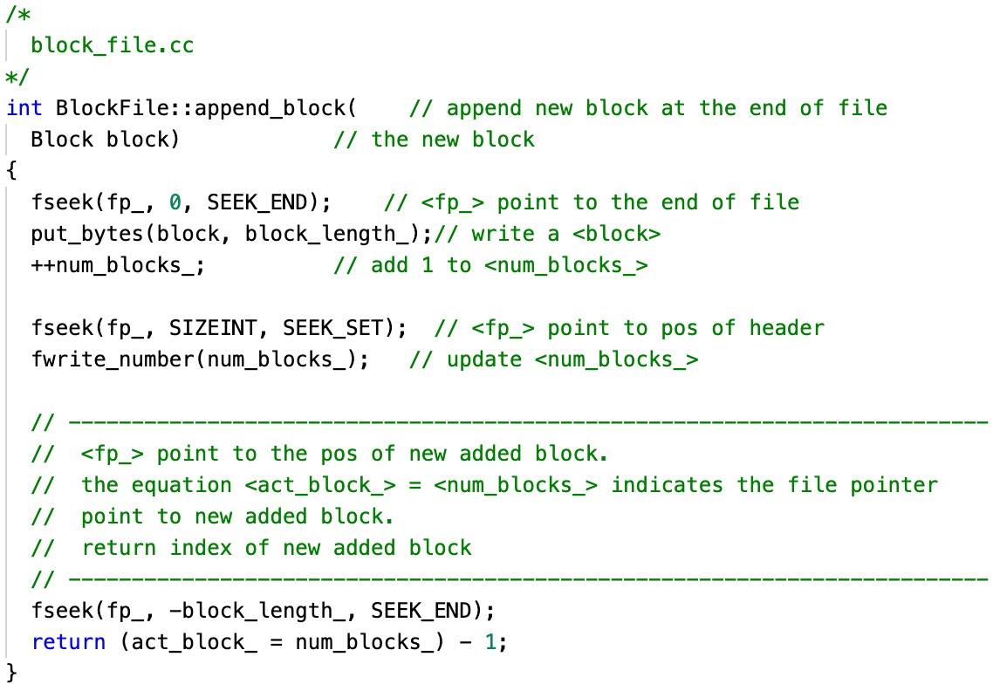 /*
  block_file.cc
*/
int BlockFile::append_block(    // append new block at the end of file
  Block block)            // the new block
{
  fseek(fp_, 0, SEEK_END);    // <fp_> point to the end of file
  put_bytes(block, block_length_);// write a <block>
  ++num_blocks_;          // add 1 to <num_blocks_>

  fseek(fp_, SIZEINT, SEEK_SET);  // <fp_> point to pos of header
  fwrite_number(num_blocks_);   // update <num_blocks_>

  // -------------------------------------------------------------------------
  //  <fp_> point to the pos of new added block.
  //  the equation <act_block_> = <num_blocks_> indicates the file pointer
  //  point to new added block.
  //  return index of new added block
  // -------------------------------------------------------------------------
  fseek(fp_, -block_length_, SEEK_END);
  return (act_block_ = num_blocks_) - 1;
}